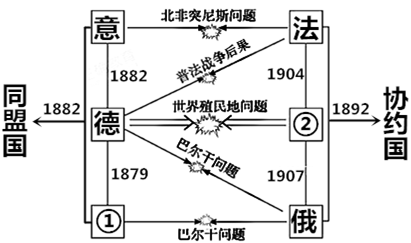 意 北非突尼斯问题 法
1882 普法战争后果 1904
同盟国 1882 德 世界殖民地问题 ② 1892 协约国
1879 巴尔干问题 1907
① 巴尔干问题 俄